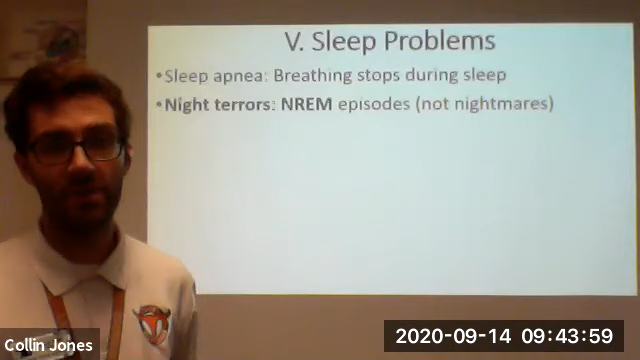 V. Sleep Problems
•Sleep apnea: Breathing stops during sleep
•Night terrors: NREM episodes (not nightmares)
Collin Jones
2020-09-14 09:43:59